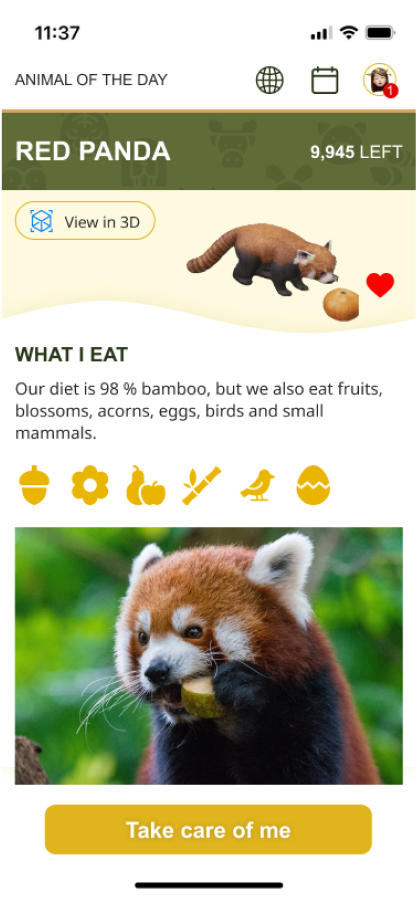 11:37
ANIMAL OF THE DAY
1
RED PANDA
9,945 LEFT
View in 3D
WHAT I EAT
Our diet is 98 % bamboo, but we also eat fruits,
blossoms, acorns, eggs, birds and small
mammals.
Take care of me